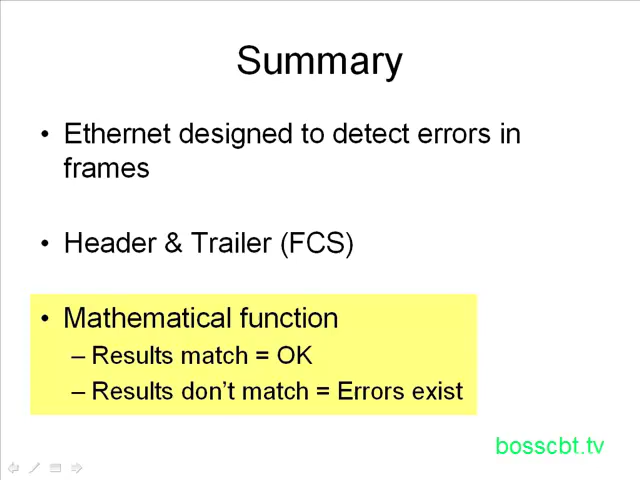 Summary
• Ethernet designed to detect errors in
frames
• Header & Trailer (FCS)
• Mathematical function
– Results match = OK
– Results don't match = Errors exist
bosscbt.tv